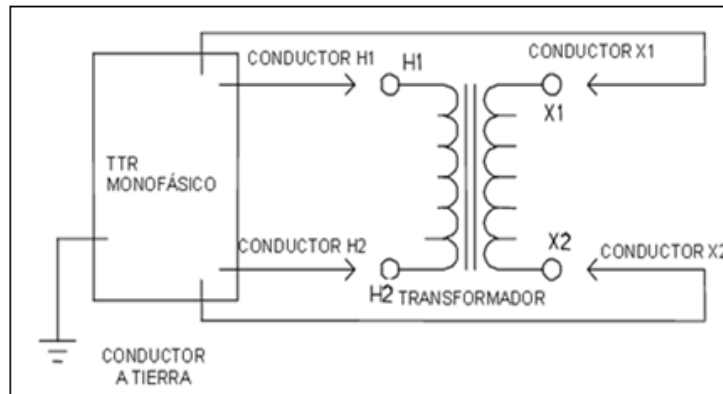 CONDUCTOR H1
H1
CONDUCTOR X1
X1
TTR
MONOFÁSICO
CONDUCTOR H2
H2
X2
CONDUCTOR X2
TRANSFORMADOR
CONDUCTOR
A TIERRA